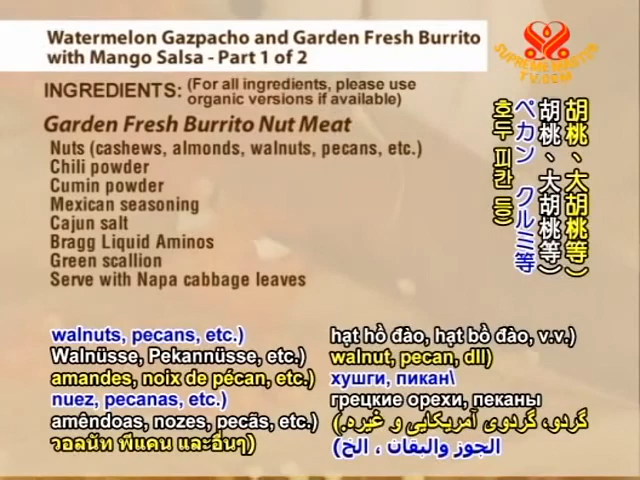 Watermelon Gazpacho and Garden Fresh Burrito
with Mango Salsa - Part 1 of 2
SUPREME MASTER
TV.COM
INGREDIENTS: (For all ingredients, please use
organic versions if available)
Garden Fresh Burrito Nut Meat
Nuts (cashews, almonds, walnuts, pecans, etc.)
Chili powder
Cumin powder
Mexican seasoning
Cajun salt
Bragg Liquid Aminos
Green scallion
Serve with Napa cabbage leaves
胡桃、大胡桃等)
胡桃、大胡桃等)
ペカン クルミ等
호두 피칸 등)
walnuts, pecans, etc.)
Walnüsse, Pekannüsse, etc.)
amandes, noix de pécan, etc.)
nuez, pecanas, etc.)
amêndoas, nozes, pecãs, etc.)
วอลนัท พีแคน และอื่นๆ)
hạt hồ đào, hạt bồ đào, v.v.)
walnut, pecan, dll)
хушги, пикан\
грецкие орехи, пеканы
گردو، گردوی آمریکایی و غیره.)
الجوز والبقان ، الخ)